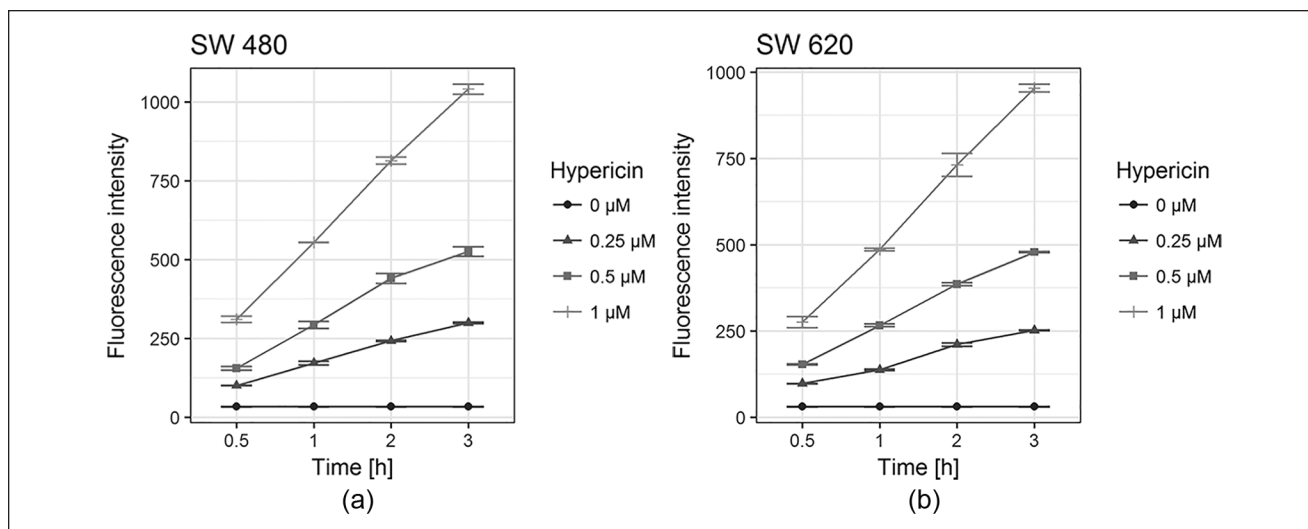 SW 480
Fluorescence intensity
1000
750
500
250
0
0.5 1 2 3
Time [h]
Hypericin
0 µM
0.25 µM
0.5 µM
1 µM
(a)
SW 620
Fluorescence intensity
1000
750
500
250
0
0.5 1 2 3
Time [h]
Hypericin
0 µM
0.25 µM
0.5 µM
1 µM
(b)